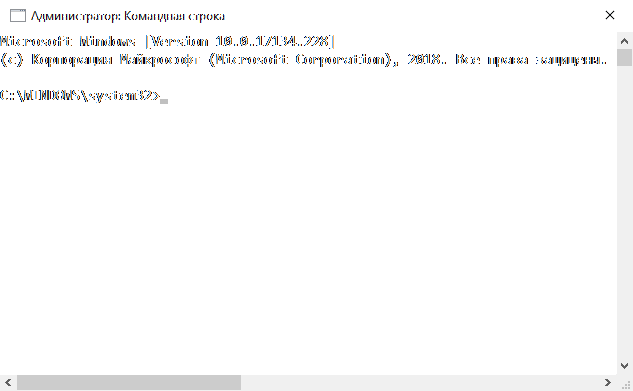 Администратор: Командная строка
Microsoft Windows [Version 10.0.17134.228]
(c) Корпорация Майкрософт (Microsoft Corporation), 2018. Все права защищены.
C:\WINDOWS\system32>